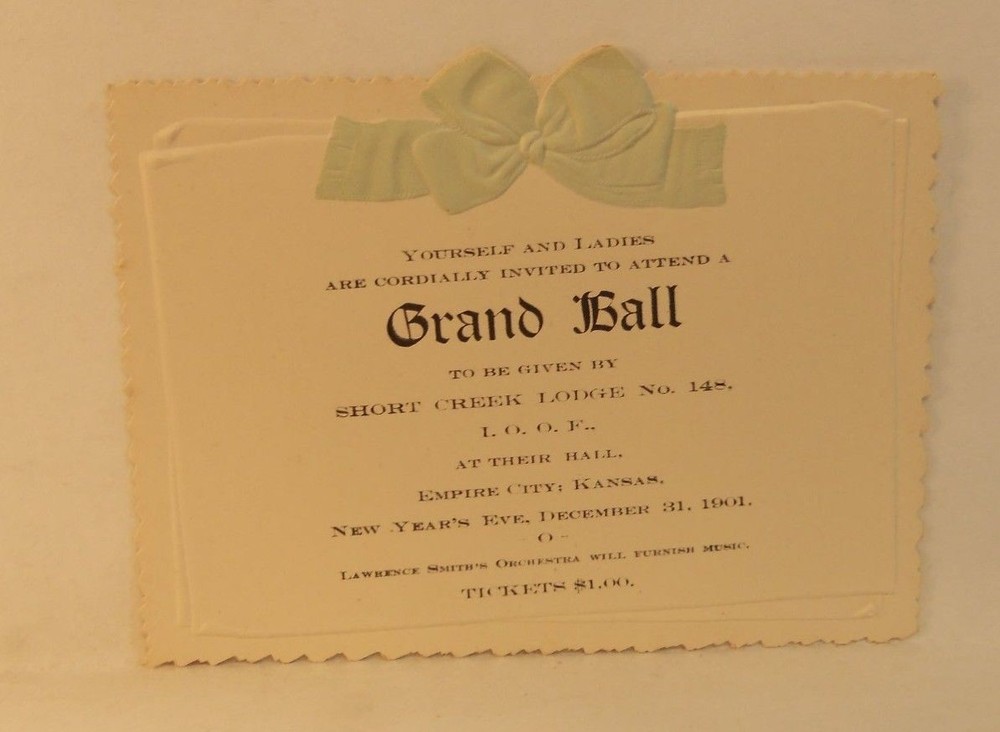 Yourself and Ladies
are cordially invited to attend a
Grand Ball
to be given by
Short Creek Lodge No. 148,
I. O. O. F.,
at their hall,
Empire City; Kansas,
New Year's Eve, December 31, 1901.
-O-
Lawrence Smith's Orchestra will furnish music.
Tickets $1.00.